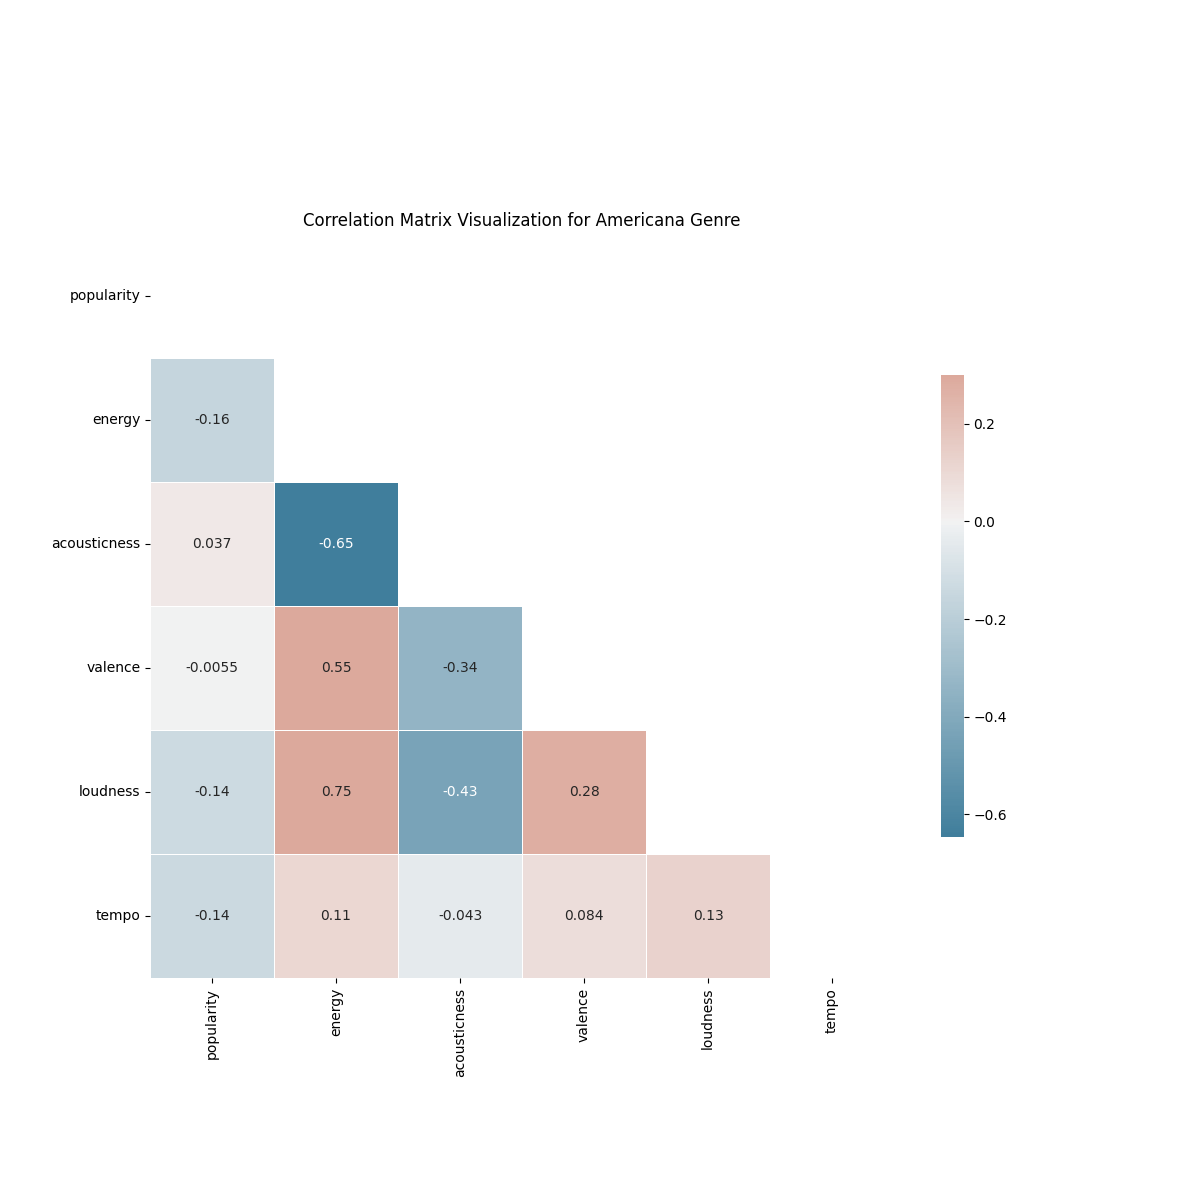 Correlation Matrix Visualization for Americana Genre
popularity
energy -0.16
acousticness 0.037 -0.65
valence -0.0055 0.55 -0.34
loudness -0.14 0.75 -0.43 0.28
tempo -0.14 0.11 -0.043 0.084 0.13
popularity energy acousticness valence loudness tempo
0.2
0.0
−0.2
−0.4
−0.6